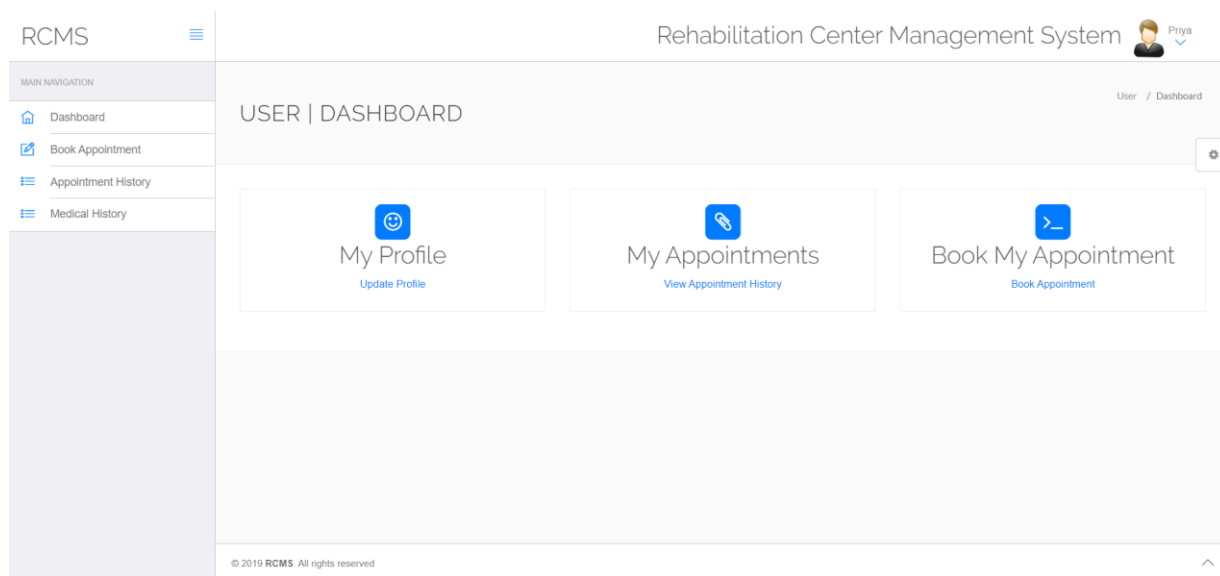 RCMS
Rehabilitation Center Management System
Priya
MAIN NAVIGATION
Dashboard
Book Appointment
Appointment History
Medical History
USER | DASHBOARD
User / Dashboard
My Profile
Update Profile
My Appointments
View Appointment History
Book My Appointment
Book Appointment
© 2019 RCMS. All rights reserved